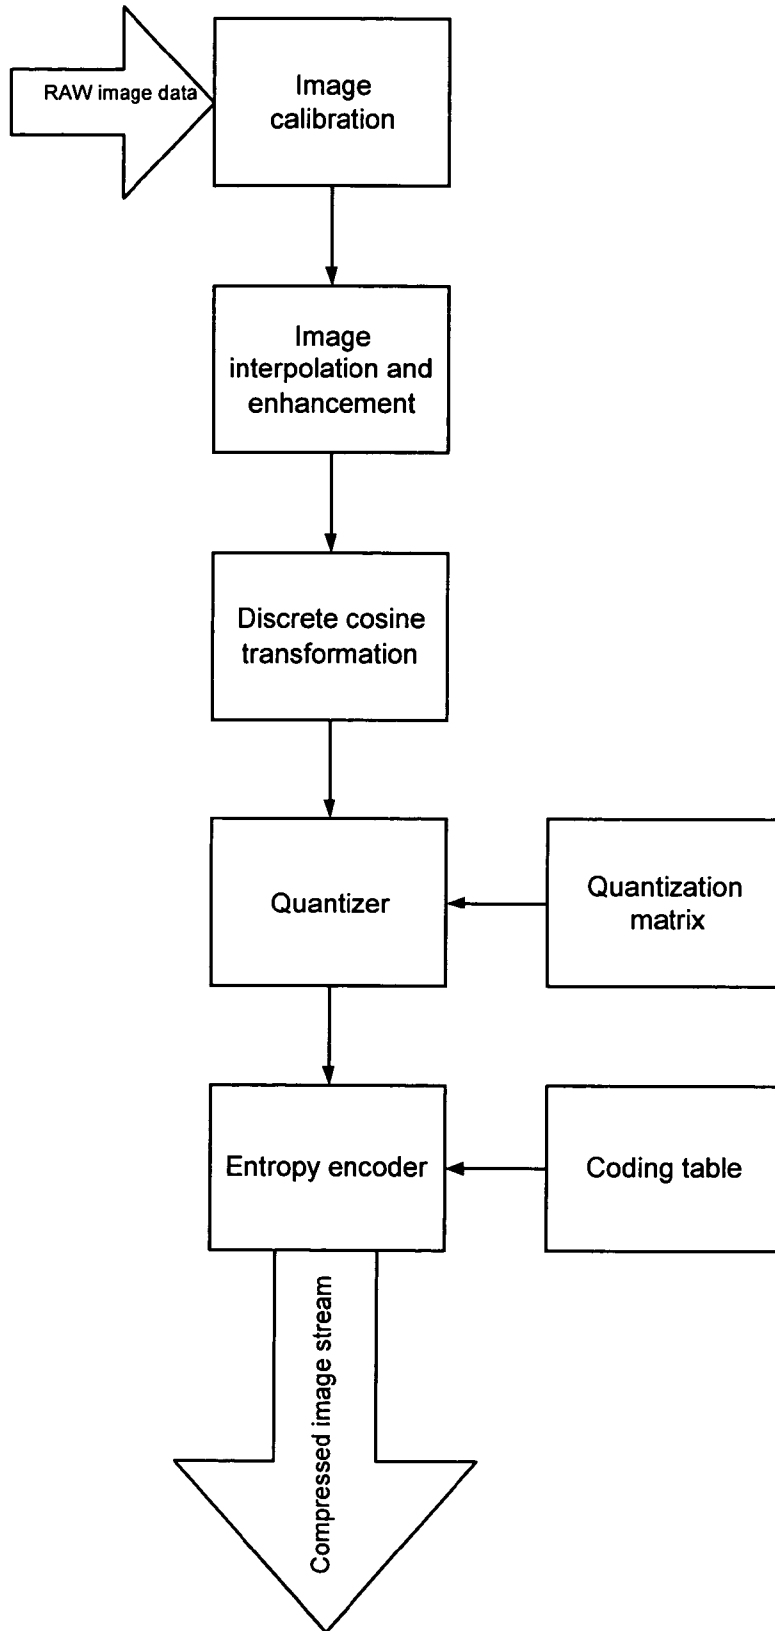 RAW image data
Image
calibration
Image
interpolation and
enhancement
Discrete cosine
transformation
Quantizer
Quantization
matrix
Entropy encoder
Coding table
Compressed image stream